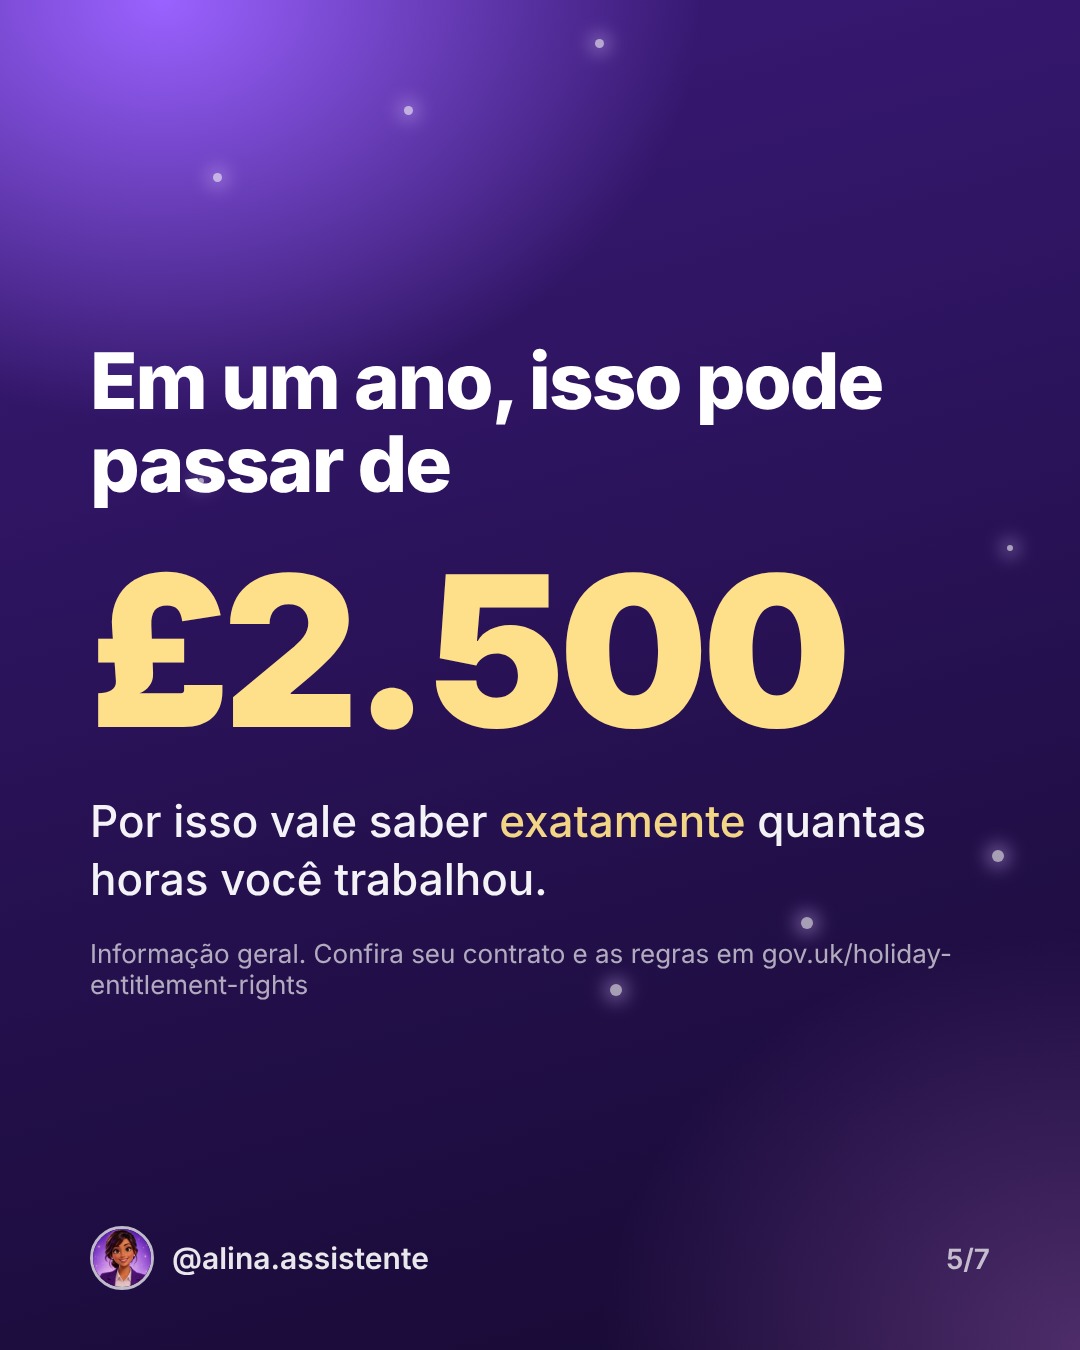 Em um ano, isso pode
passar de
£2.500
Por isso vale saber exatamente quantas
horas você trabalhou.
Informação geral. Confira seu contrato e as regras em gov.uk/holiday-
entitlement-rights
@alina.assistente
5/7